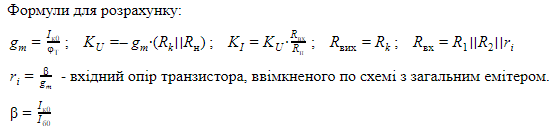 Формули для розрахунку:
g_m = I_к0/φ_t ; K_U = – g_m·(R_k||R_н) ; K_I = K_U·R_вх/R_н ; R_вих = R_k ; R_вх = R_1||R_2||r_i
r_i = β/g_m - вхідний опір транзистора, ввімкненого по схемі з загальним емітером.
β = I_к0/I_б0